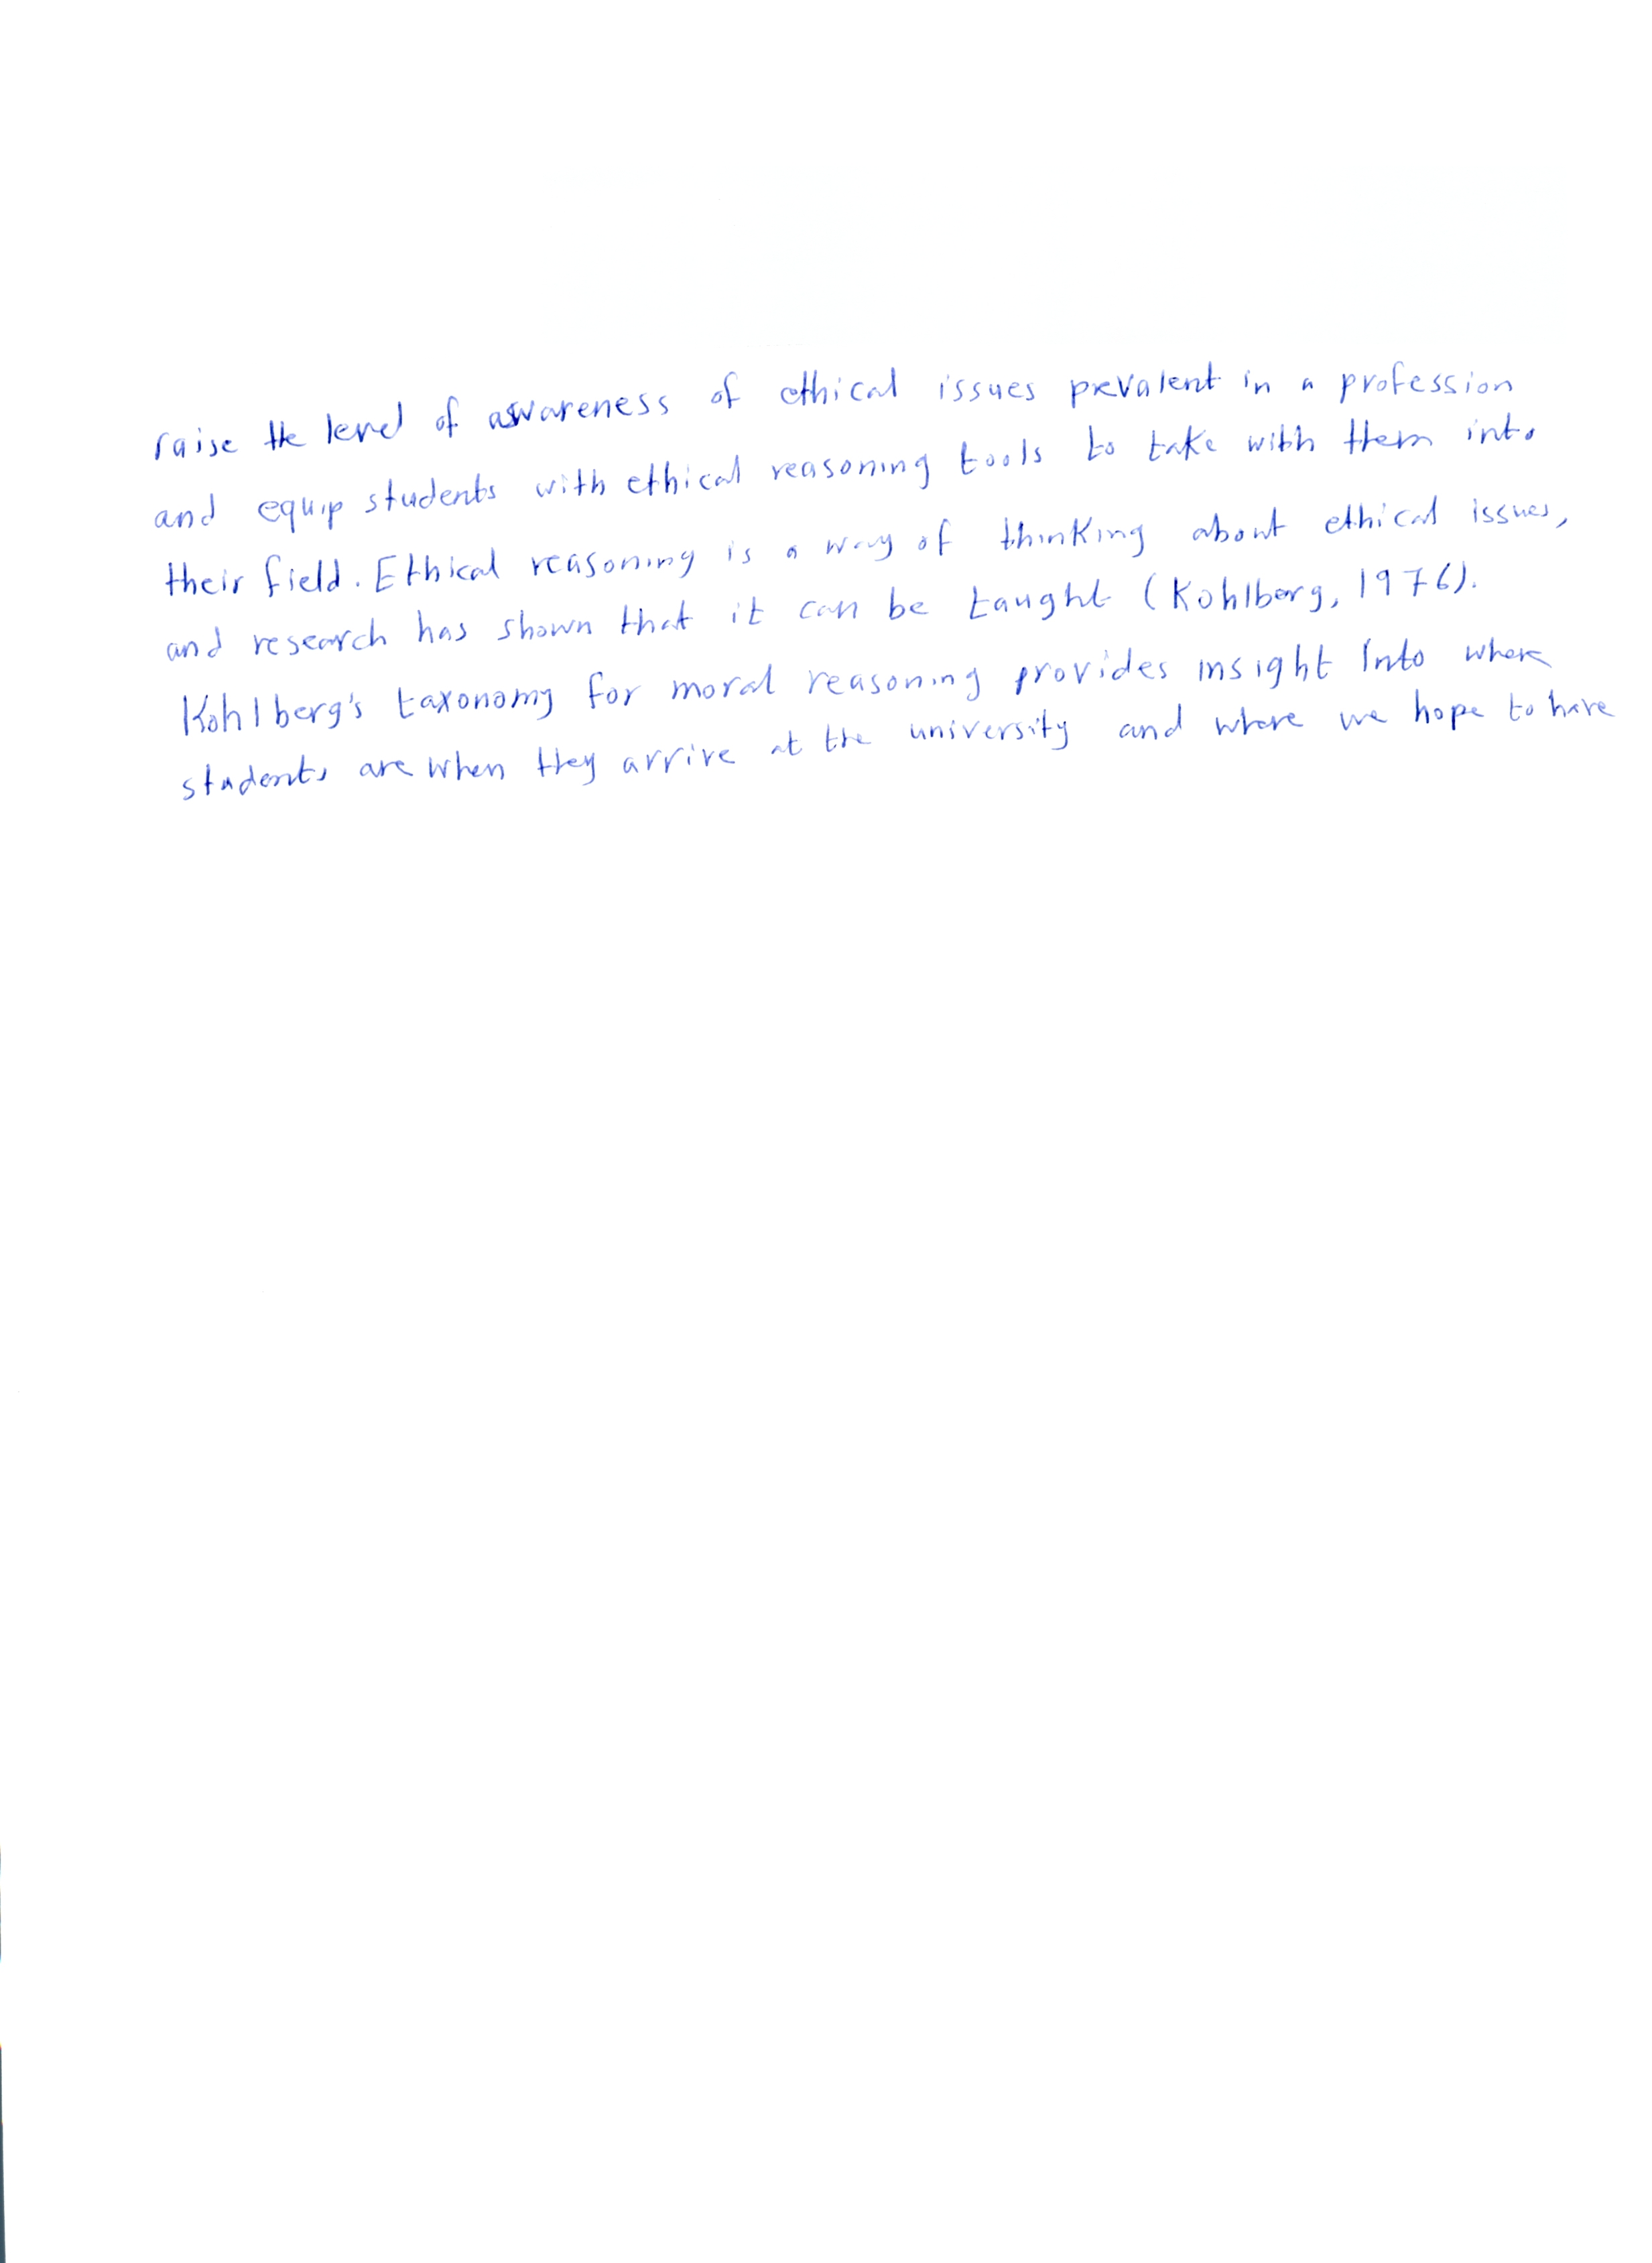 raise the level of awareness of ethical issues prevalent in a profession
and equip students with ethical reasoning tools to take with them into
their field. Ethical reasoning is a way of thinking about ethical issues,
and research has shown that it can be taught (Kohlberg, 1976).
Kohlberg's taxonomy for moral reasoning provides insight into where
students are when they arrive at the university and where we hope to have